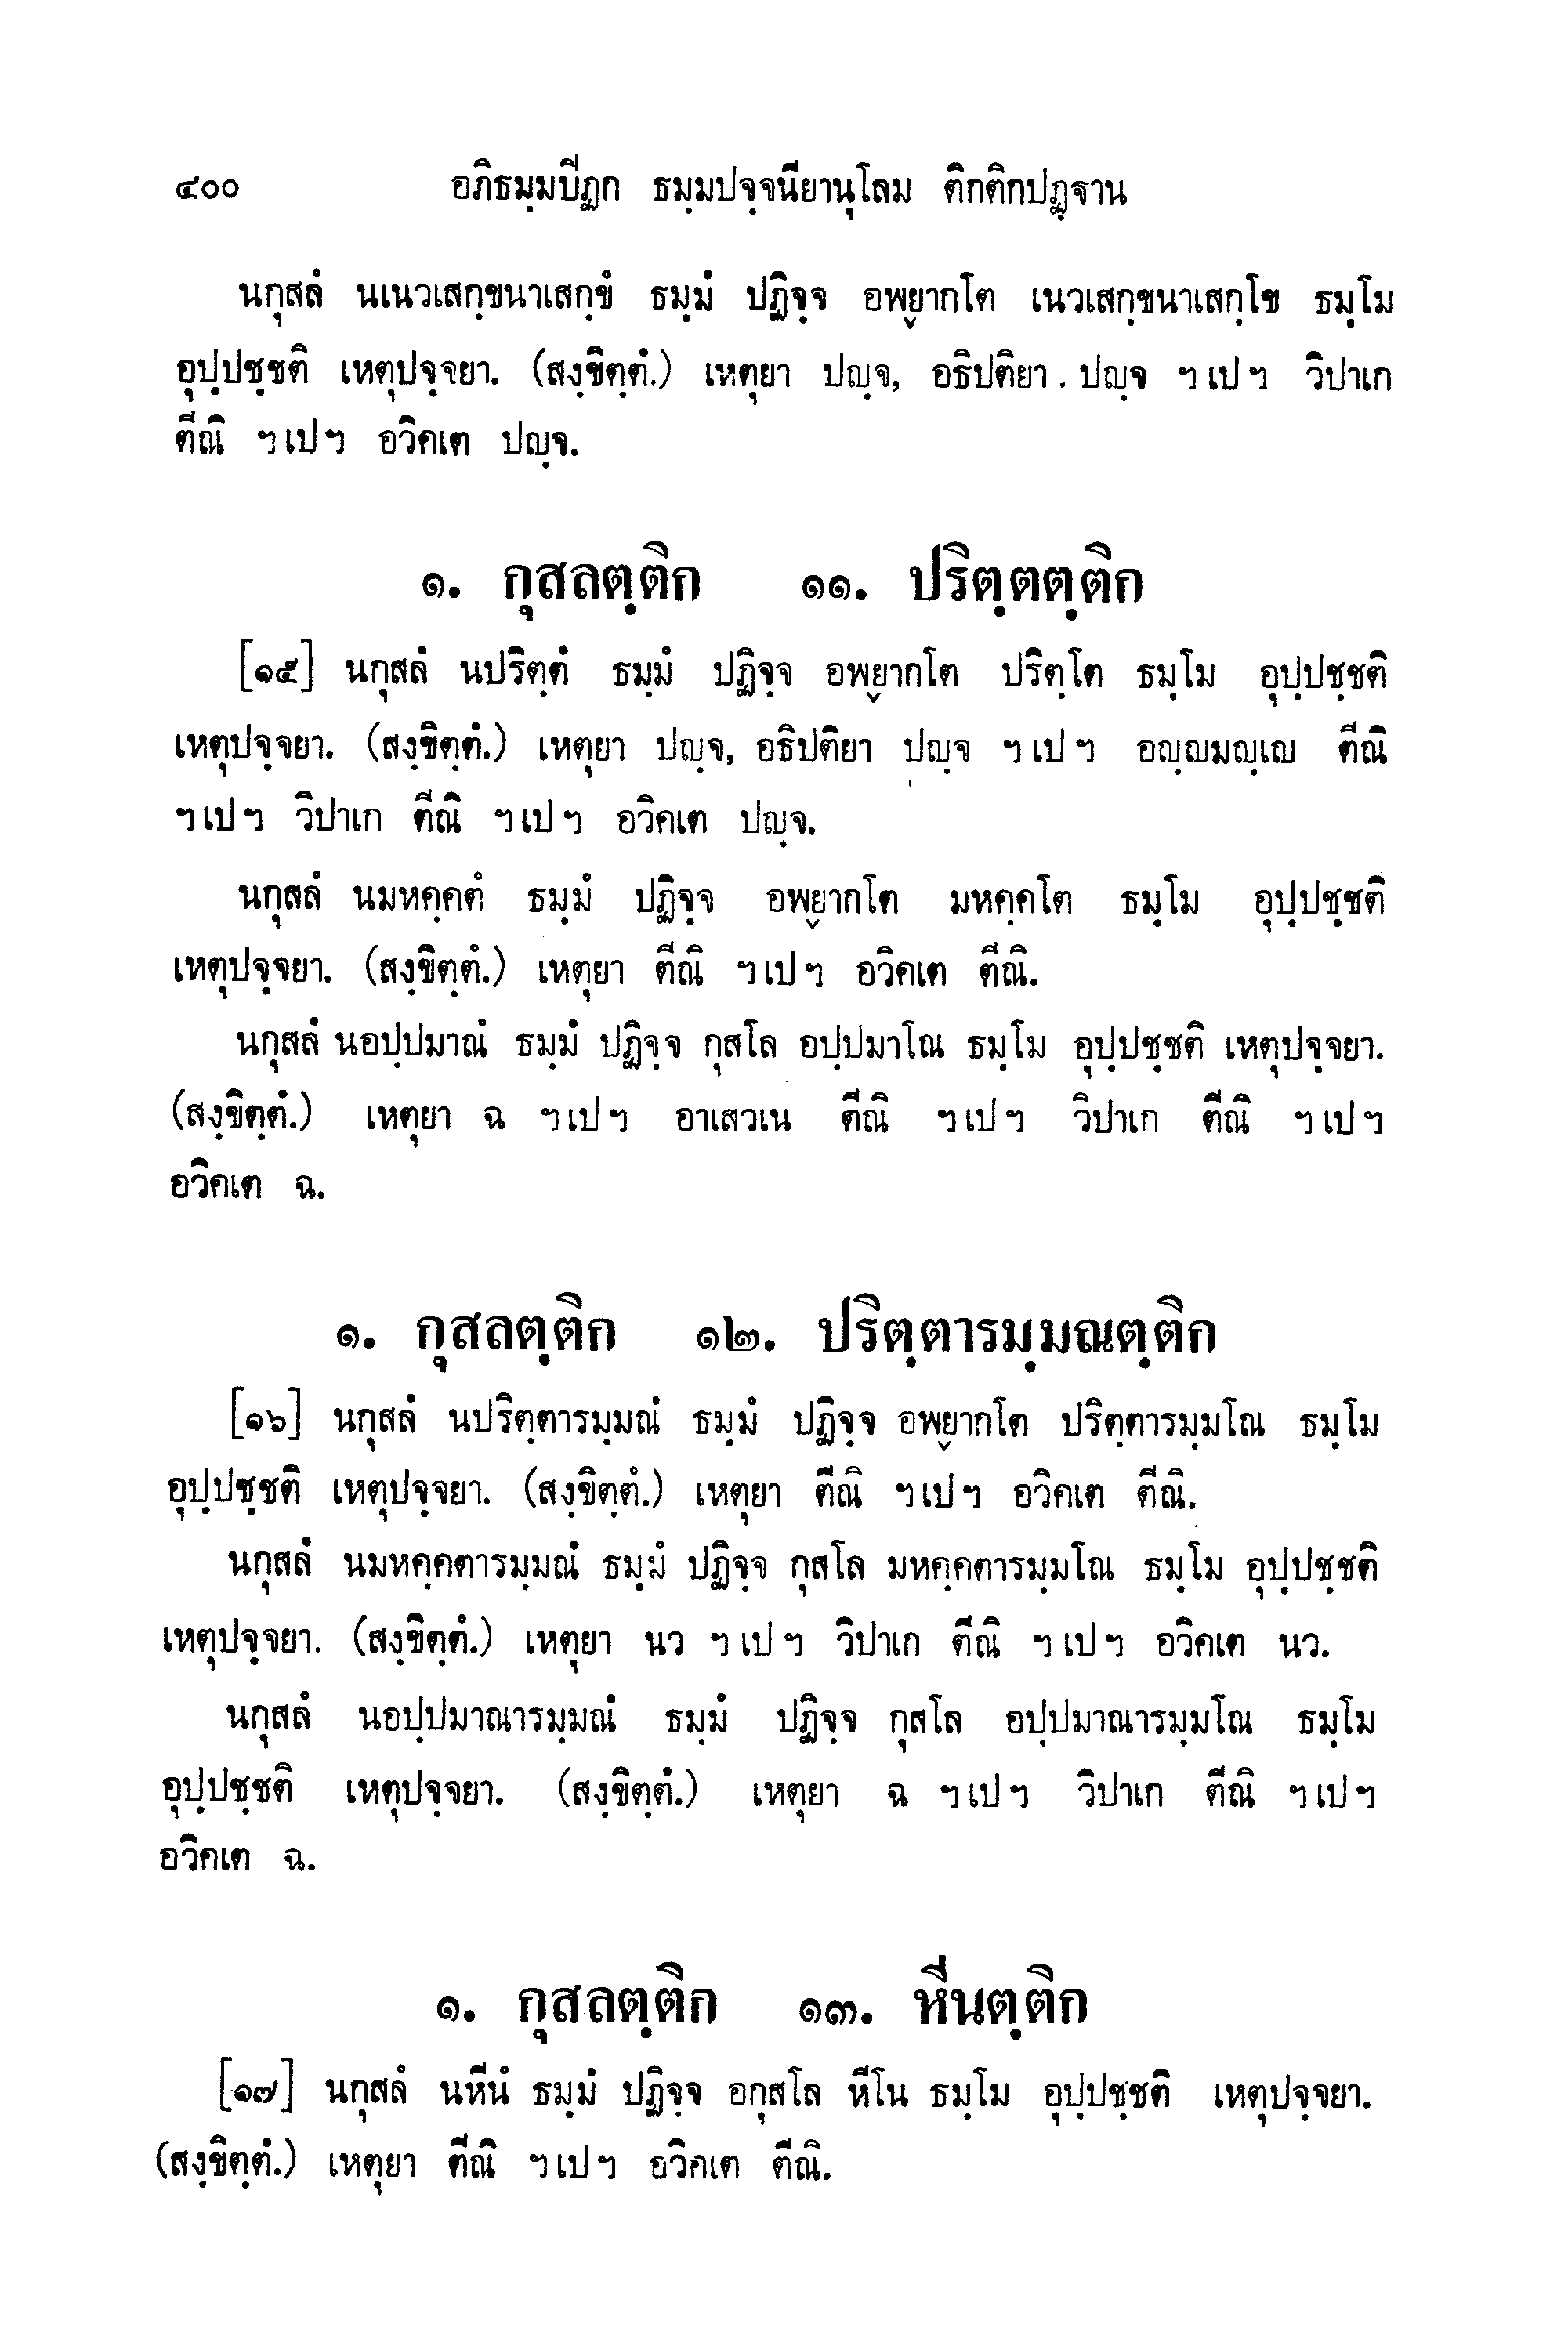 ๔๐๐ อภิธมฺมปีฏก ธมฺมปจฺจนียานุโลม ติกติกปฏฺฐาน
นกุสลํ นเนวเสกฺขนาเสกฺขํ ธมฺมํ ปฏิจฺจ อพฺยากโต เนวเสกฺขนาเสกฺโข ธมฺโม
อุปฺปชฺชติ เหตุปจฺจยา. (สงฺขิตฺตํ.) เหตุยา ปญฺจ, อธิปติยา . ปญฺจ ฯ เป ฯ วิปาเก
ตีณิ ฯ เป ฯ อวิคเต ปญฺจ.
๑. กุสลตฺติก ๑๑. ปริตฺตตฺติก
[๑๕] นกุสลํ นปริตฺตํ ธมฺมํ ปฏิจฺจ อพฺยากโต ปริตฺโต ธมฺโม อุปฺปชฺชติ
เหตุปจฺจยา. (สงฺขิตฺตํ.) เหตุยา ปญฺจ, อธิปติยา ปญฺจ ฯ เป ฯ อญฺญมญฺเญ ตีณิ
ฯ เป ฯ วิปาเก ตีณิ ฯ เป ฯ อวิคเต ปญฺจ.
นกุสลํ นมหคฺคตํ ธมฺมํ ปฏิจฺจ อพฺยากโต มหคฺคโต ธมฺโม อุปฺปชฺชติ
เหตุปจฺจยา. (สงฺขิตฺตํ.) เหตุยา ตีณิ ฯ เป ฯ อวิคเต ตีณิ.
นกุสลํ นอปฺปมาณํ ธมฺมํ ปฏิจฺจ กุสโล อปฺปมาโณ ธมฺโม อุปฺปชฺชติ เหตุปจฺจยา.
(สงฺขิตฺตํ.) เหตุยา ฉ ฯ เป ฯ อาเสวเน ตีณิ ฯ เป ฯ วิปาเก ตีณิ ฯ เป ฯ
อวิคเต ฉ.
๑. กุสลตฺติก ๑๒. ปริตฺตารมฺมณตฺติก
[๑๖] นกุสลํ นปริตฺตารมฺมณํ ธมฺมํ ปฏิจฺจ อพฺยากโต ปริตฺตารมฺมโณ ธมฺโม
อุปฺปชฺชติ เหตุปจฺจยา. (สงฺขิตฺตํ.) เหตุยา ตีณิ ฯ เป ฯ อวิคเต ตีณิ.
นกุสลํ นมหคฺคตารมฺมณํ ธมฺมํ ปฏิจฺจ กุสโล มหคฺคตารมฺมโณ ธมฺโม อุปฺปชฺชติ
เหตุปจฺจยา. (สงฺขิตฺตํ.) เหตุยา นว ฯ เป ฯ วิปาเก ตีณิ ฯ เป ฯ อวิคเต นว.
นกุสลํ นอปฺปมาณารมฺมณํ ธมฺมํ ปฏิจฺจ กุสโล อปฺปมาณารมฺมโณ ธมฺโม
อุปฺปชฺชติ เหตุปจฺจยา. (สงฺขิตฺตํ.) เหตุยา ฉ ฯ เป ฯ วิปาเก ตีณิ ฯ เป ฯ
อวิคเต ฉ.
๑. กุสลตฺติก ๑๓. หีนตฺติก
[๑๗] นกุสลํ นหีนํ ธมฺมํ ปฏิจฺจ อกุสโล หีโน ธมฺโม อุปฺปชฺชติ เหตุปจฺจยา.
(สงฺขิตฺตํ.) เหตุยา ตีณิ ฯ เป ฯ อวิคเต ตีณิ.